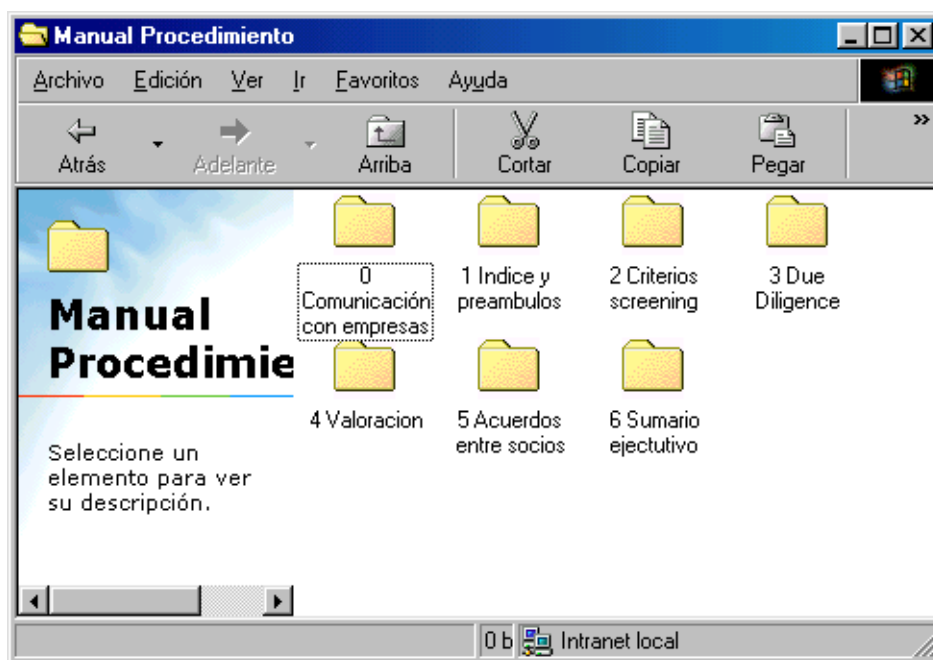 Manual Procedimiento
Archivo Edición Ver Ir Favoritos Ayuda
»
Atrás Adelante Arriba Cortar Copiar Pegar
Manual
Procedimie
Seleccione un
elemento para ver
su descripción.
0
Comunicación
con empresas
1 Indice y
preambulos
2 Criterios
screening
3 Due
Diligence
4 Valoracion
5 Acuerdos
entre socios
6 Sumario
ejectutivo
0 b Intranet local